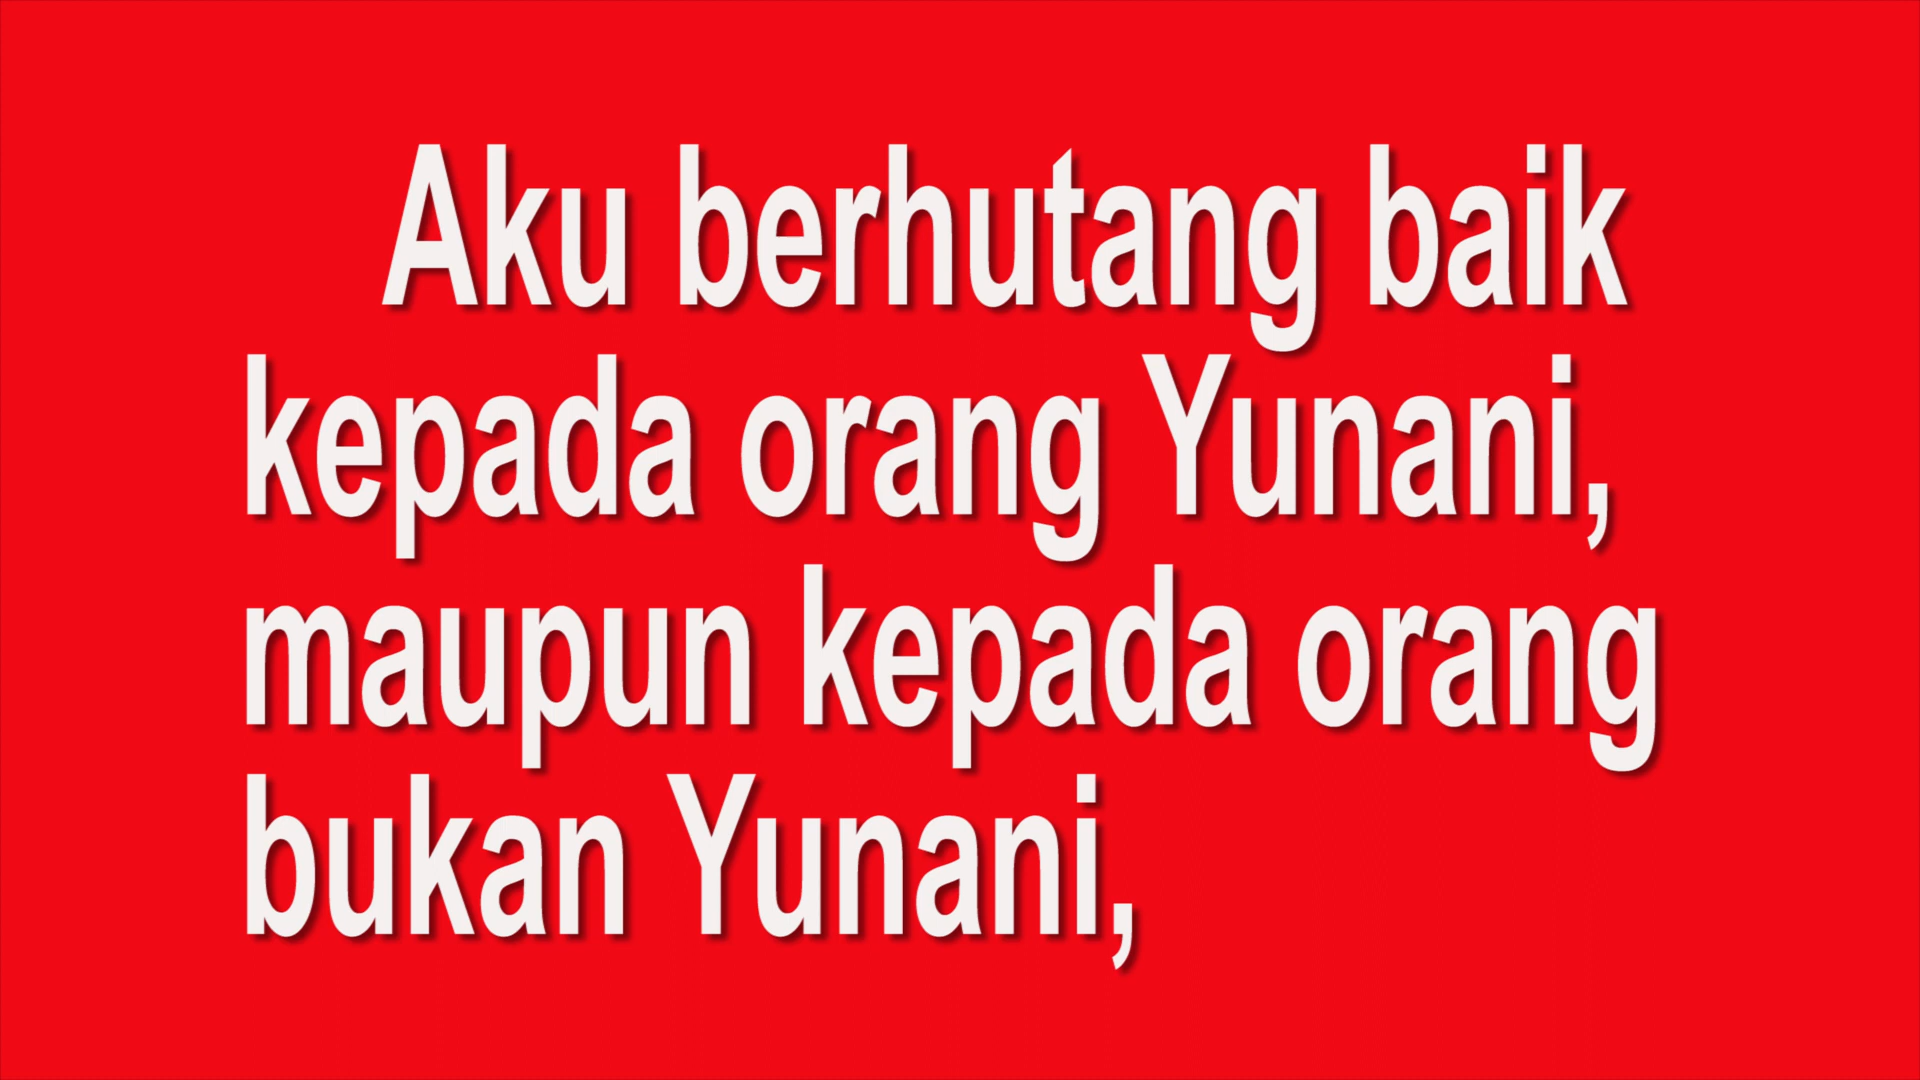 Aku berhutang baik
kepada orang Yunani,
maupun kepada orang
bukan Yunani,